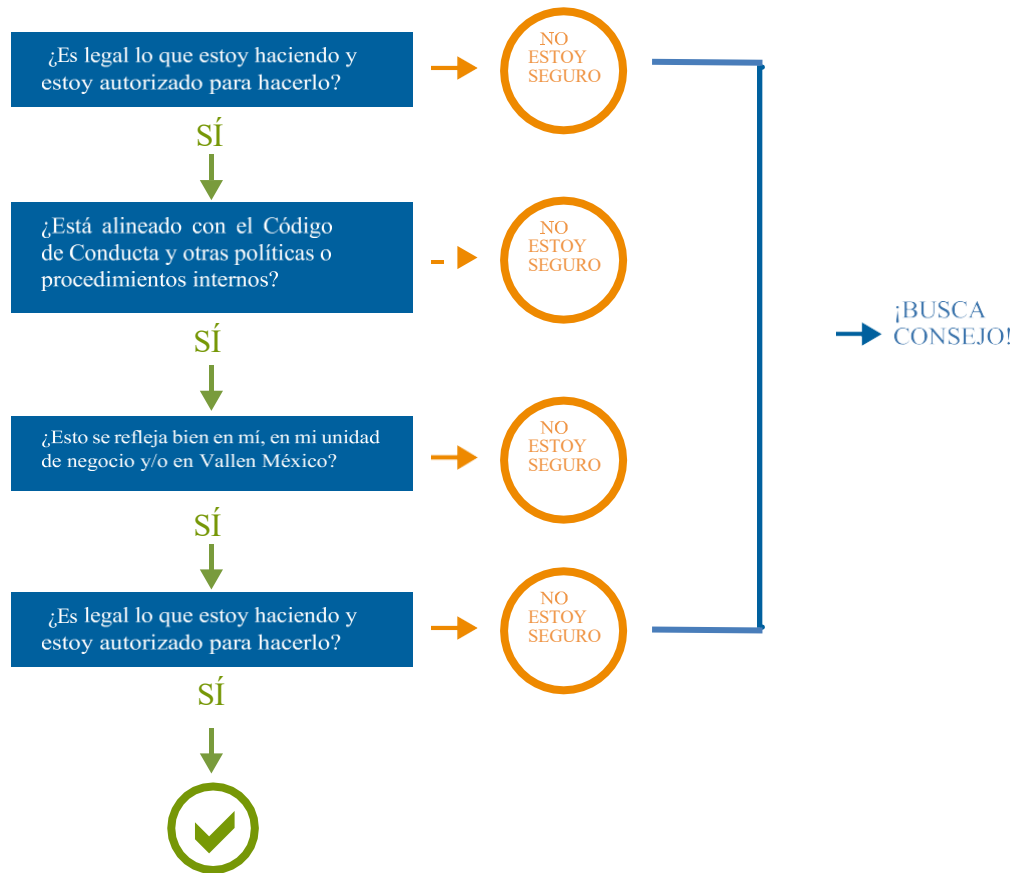 ¿Es legal lo que estoy haciendo y
estoy autorizado para hacerlo?
NO
ESTOY
SEGURO
SÍ
¿Está alineado con el Código
de Conducta y otras políticas o
procedimientos internos?
NO
ESTOY
SEGURO
¡BUSCA
CONSEJO!
SÍ
¿Esto se refleja bien en mí, en mi unidad
de negocio y/o en Vallen México?
NO
ESTOY
SEGURO
SÍ
¿Es legal lo que estoy haciendo y
estoy autorizado para hacerlo?
NO
ESTOY
SEGURO
SÍ